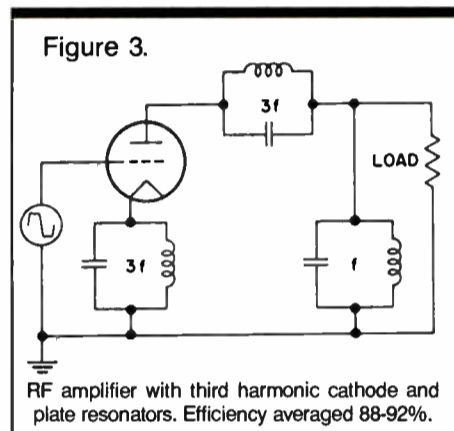 Figure 3.
3f
LOAD
3f
f
RF amplifier with third harmonic cathode and
plate resonators. Efficiency averaged 88-92%.